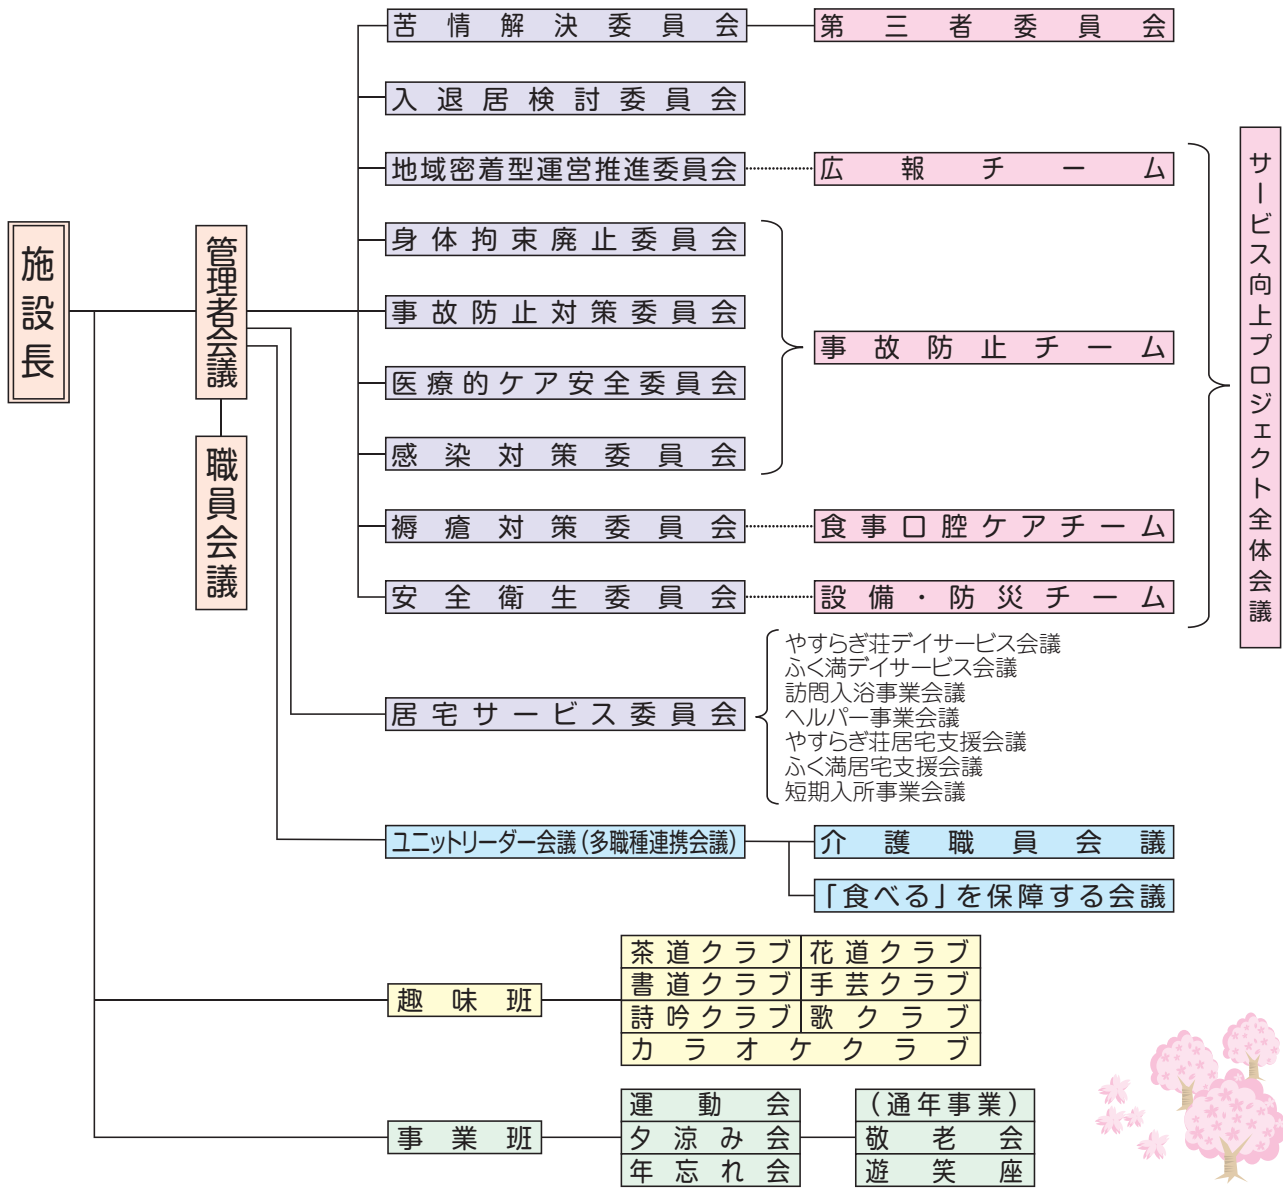 施設長
管理者会議
職員会議
苦情解決委員会
第三者委員会
入退居検討委員会
地域密着型運営推進委員会
広報チーム
身体拘束廃止委員会
事故防止対策委員会
医療的ケア安全委員会
感染対策委員会
事故防止チーム
褥瘡対策委員会
食事口腔ケアチーム
安全衛生委員会
設備・防災チーム
サービス向上プロジェクト全体会議
居宅サービス委員会
やすらぎ荘デイサービス会議
ふく満デイサービス会議
訪問入浴事業会議
ヘルパー事業会議
やすらぎ荘居宅支援会議
ふく満居宅支援会議
短期入所事業会議
ユニットリーダー会議(多職種連携会議)
介護職員会議
「食べる」を保障する会議
趣味班
茶道クラブ
花道クラブ
書道クラブ
手芸クラブ
詩吟クラブ
歌クラブ
カラオケクラブ
事業班
運動会
夕涼み会
年忘れ会
(通年事業)
敬老会
遊笑座